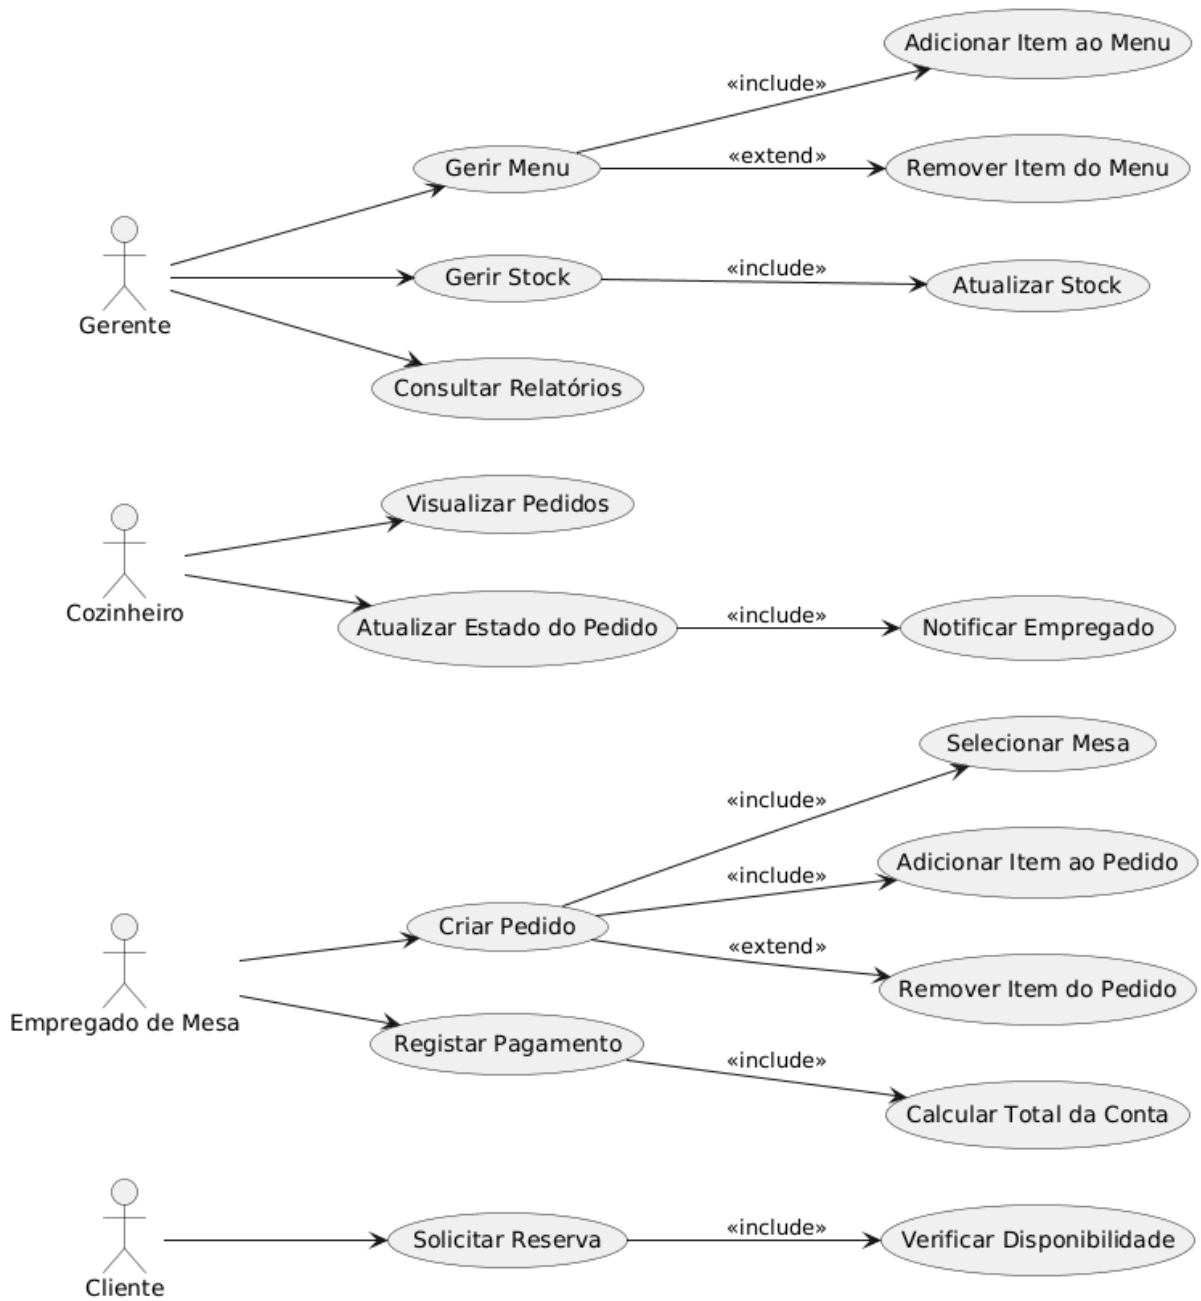 Adicionar Item ao Menu
«include»
Gerir Menu
«extend»
Remover Item do Menu
Gerente
Gerir Stock
«include»
Atualizar Stock
Consultar Relatórios
Visualizar Pedidos
Cozinheiro
Atualizar Estado do Pedido
«include»
Notificar Empregado
Selecionar Mesa
«include»
Adicionar Item ao Pedido
«include»
Criar Pedido
«extend»
Remover Item do Pedido
Empregado de Mesa
Registar Pagamento
«include»
Calcular Total da Conta
Solicitar Reserva
«include»
Verificar Disponibilidade
Cliente